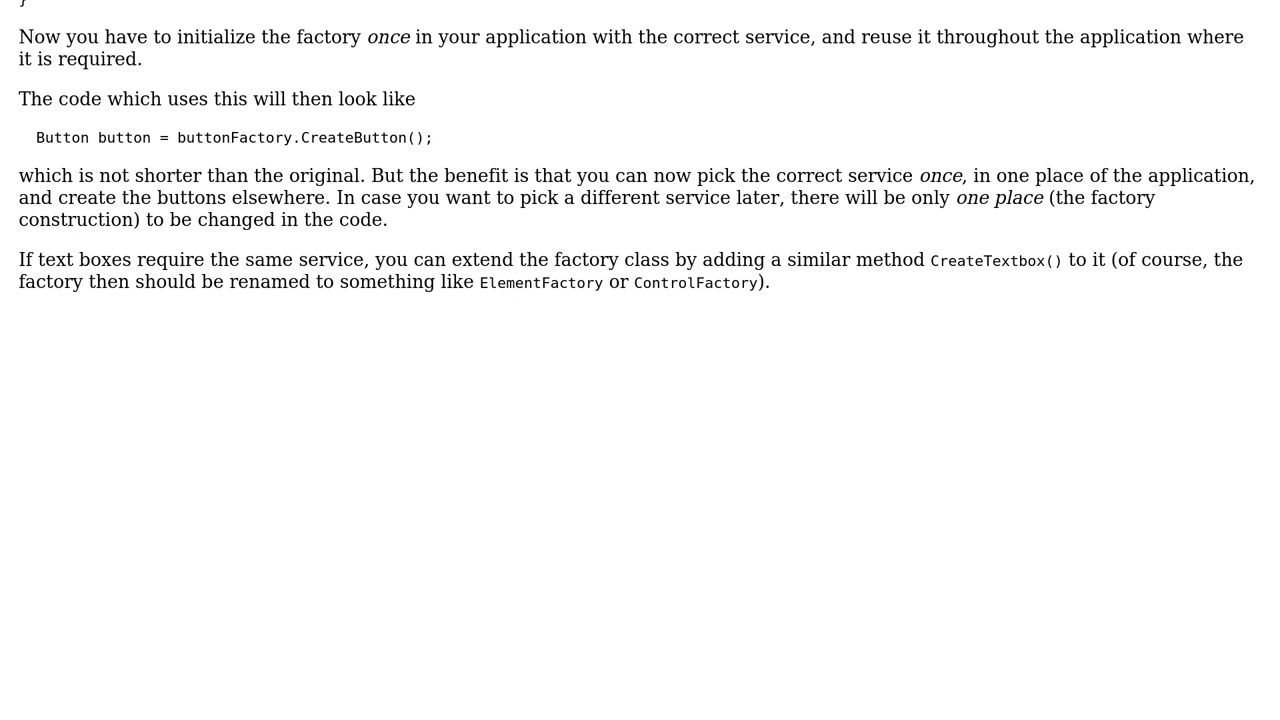 }
Now you have to initialize the factory once in your application with the correct service, and reuse it throughout the application where
it is required.
The code which uses this will then look like
Button button = buttonFactory.CreateButton();
which is not shorter than the original. But the benefit is that you can now pick the correct service once, in one place of the application,
and create the buttons elsewhere. In case you want to pick a different service later, there will be only one place (the factory
construction) to be changed in the code.
If text boxes require the same service, you can extend the factory class by adding a similar method CreateTextbox() to it (of course, the
factory then should be renamed to something like ElementFactory or ControlFactory).